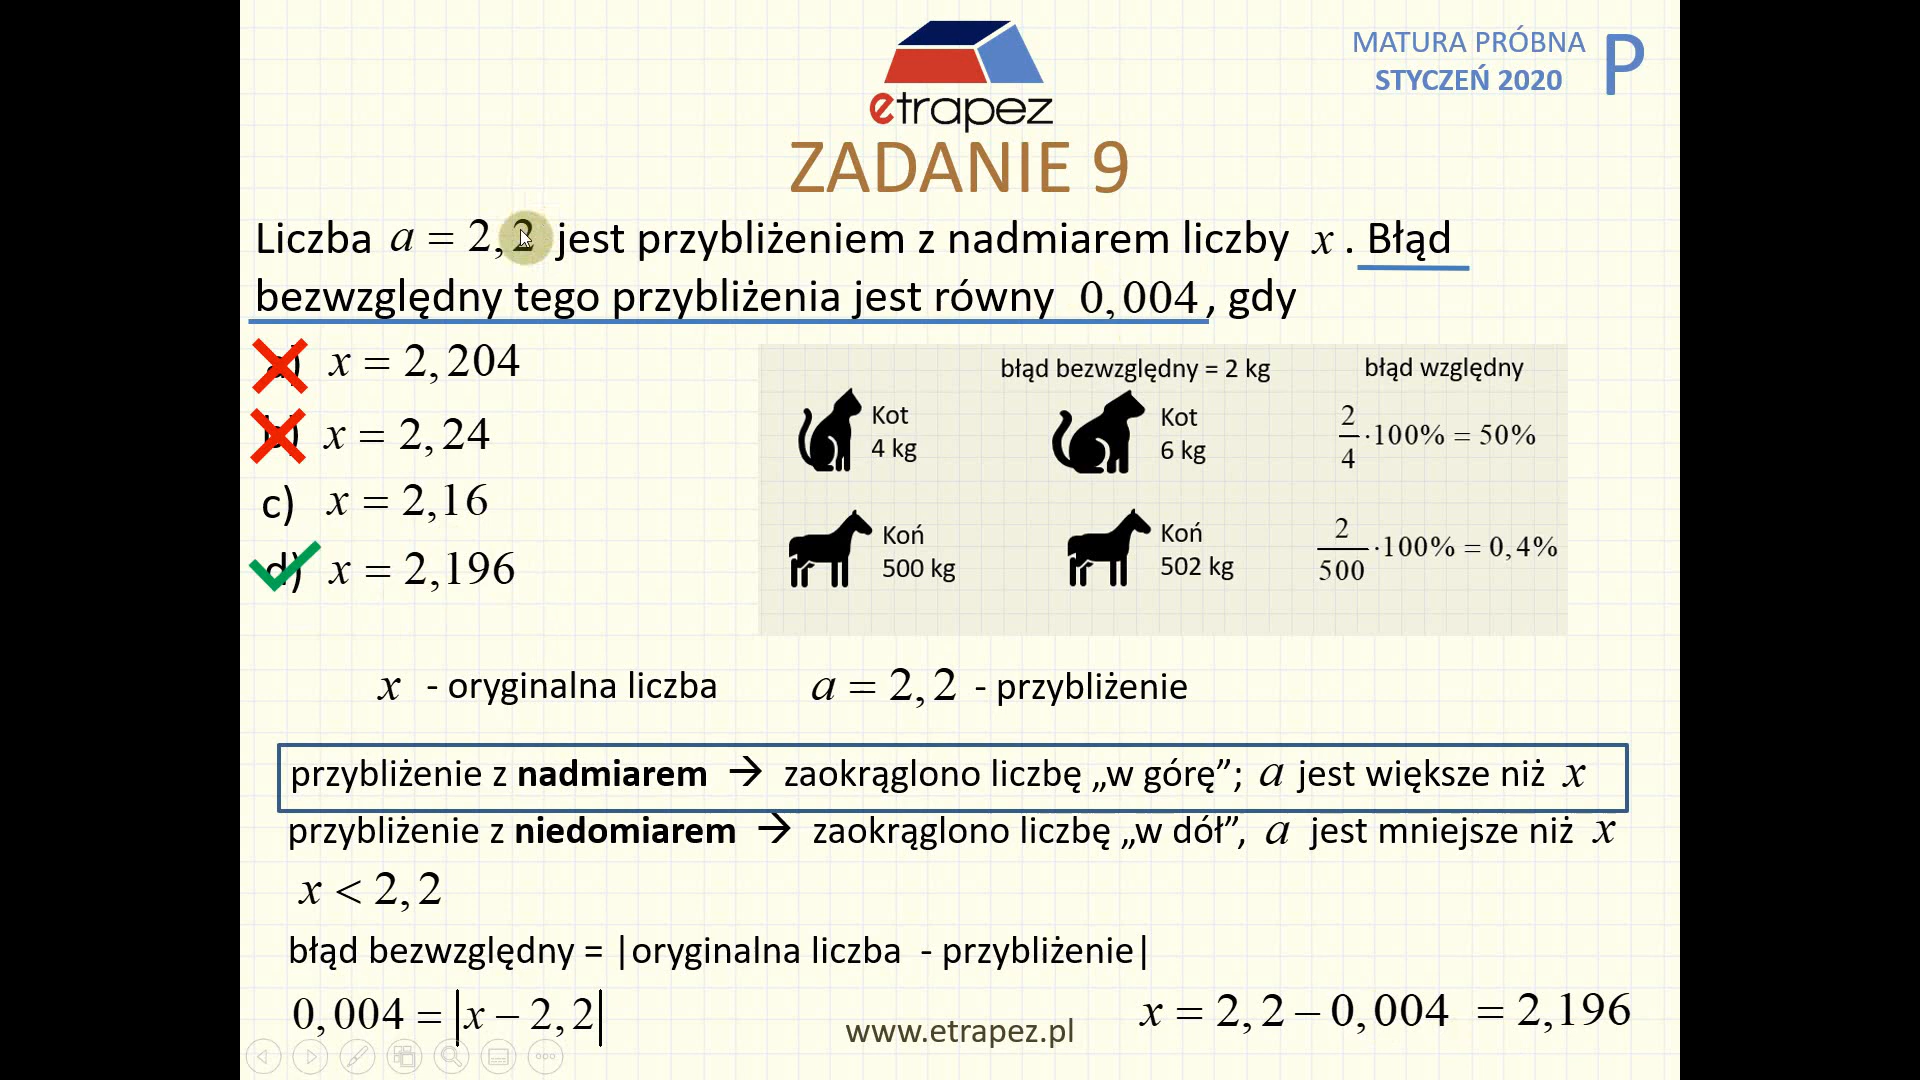 MATURA PRÓBNA
STYCZEŃ 2020
P
etrapez
ZADANIE 9
Liczba a = 2,2 jest przybliżeniem z nadmiarem liczby x . Błąd
bezwzględny tego przybliżenia jest równy 0,004, gdy
a) x = 2,204
b) x = 2,24
c) x = 2,16
d) x = 2,196
błąd bezwzględny = 2 kg
błąd względny
Kot
4 kg
Kot
6 kg
2/4 ·100% = 50%
Koń
500 kg
Koń
502 kg
2/500 ·100% = 0,4%
x - oryginalna liczba
a = 2,2 - przybliżenie
przybliżenie z nadmiarem → zaokrąglono liczbę „w górę”; a jest większe niż x
przybliżenie z niedomiarem → zaokrąglono liczbę „w dół”, a jest mniejsze niż x
x < 2,2
błąd bezwzględny = |oryginalna liczba - przybliżenie|
0,004 = |x − 2,2|
x = 2,2 − 0,004 = 2,196
www.etrapez.pl